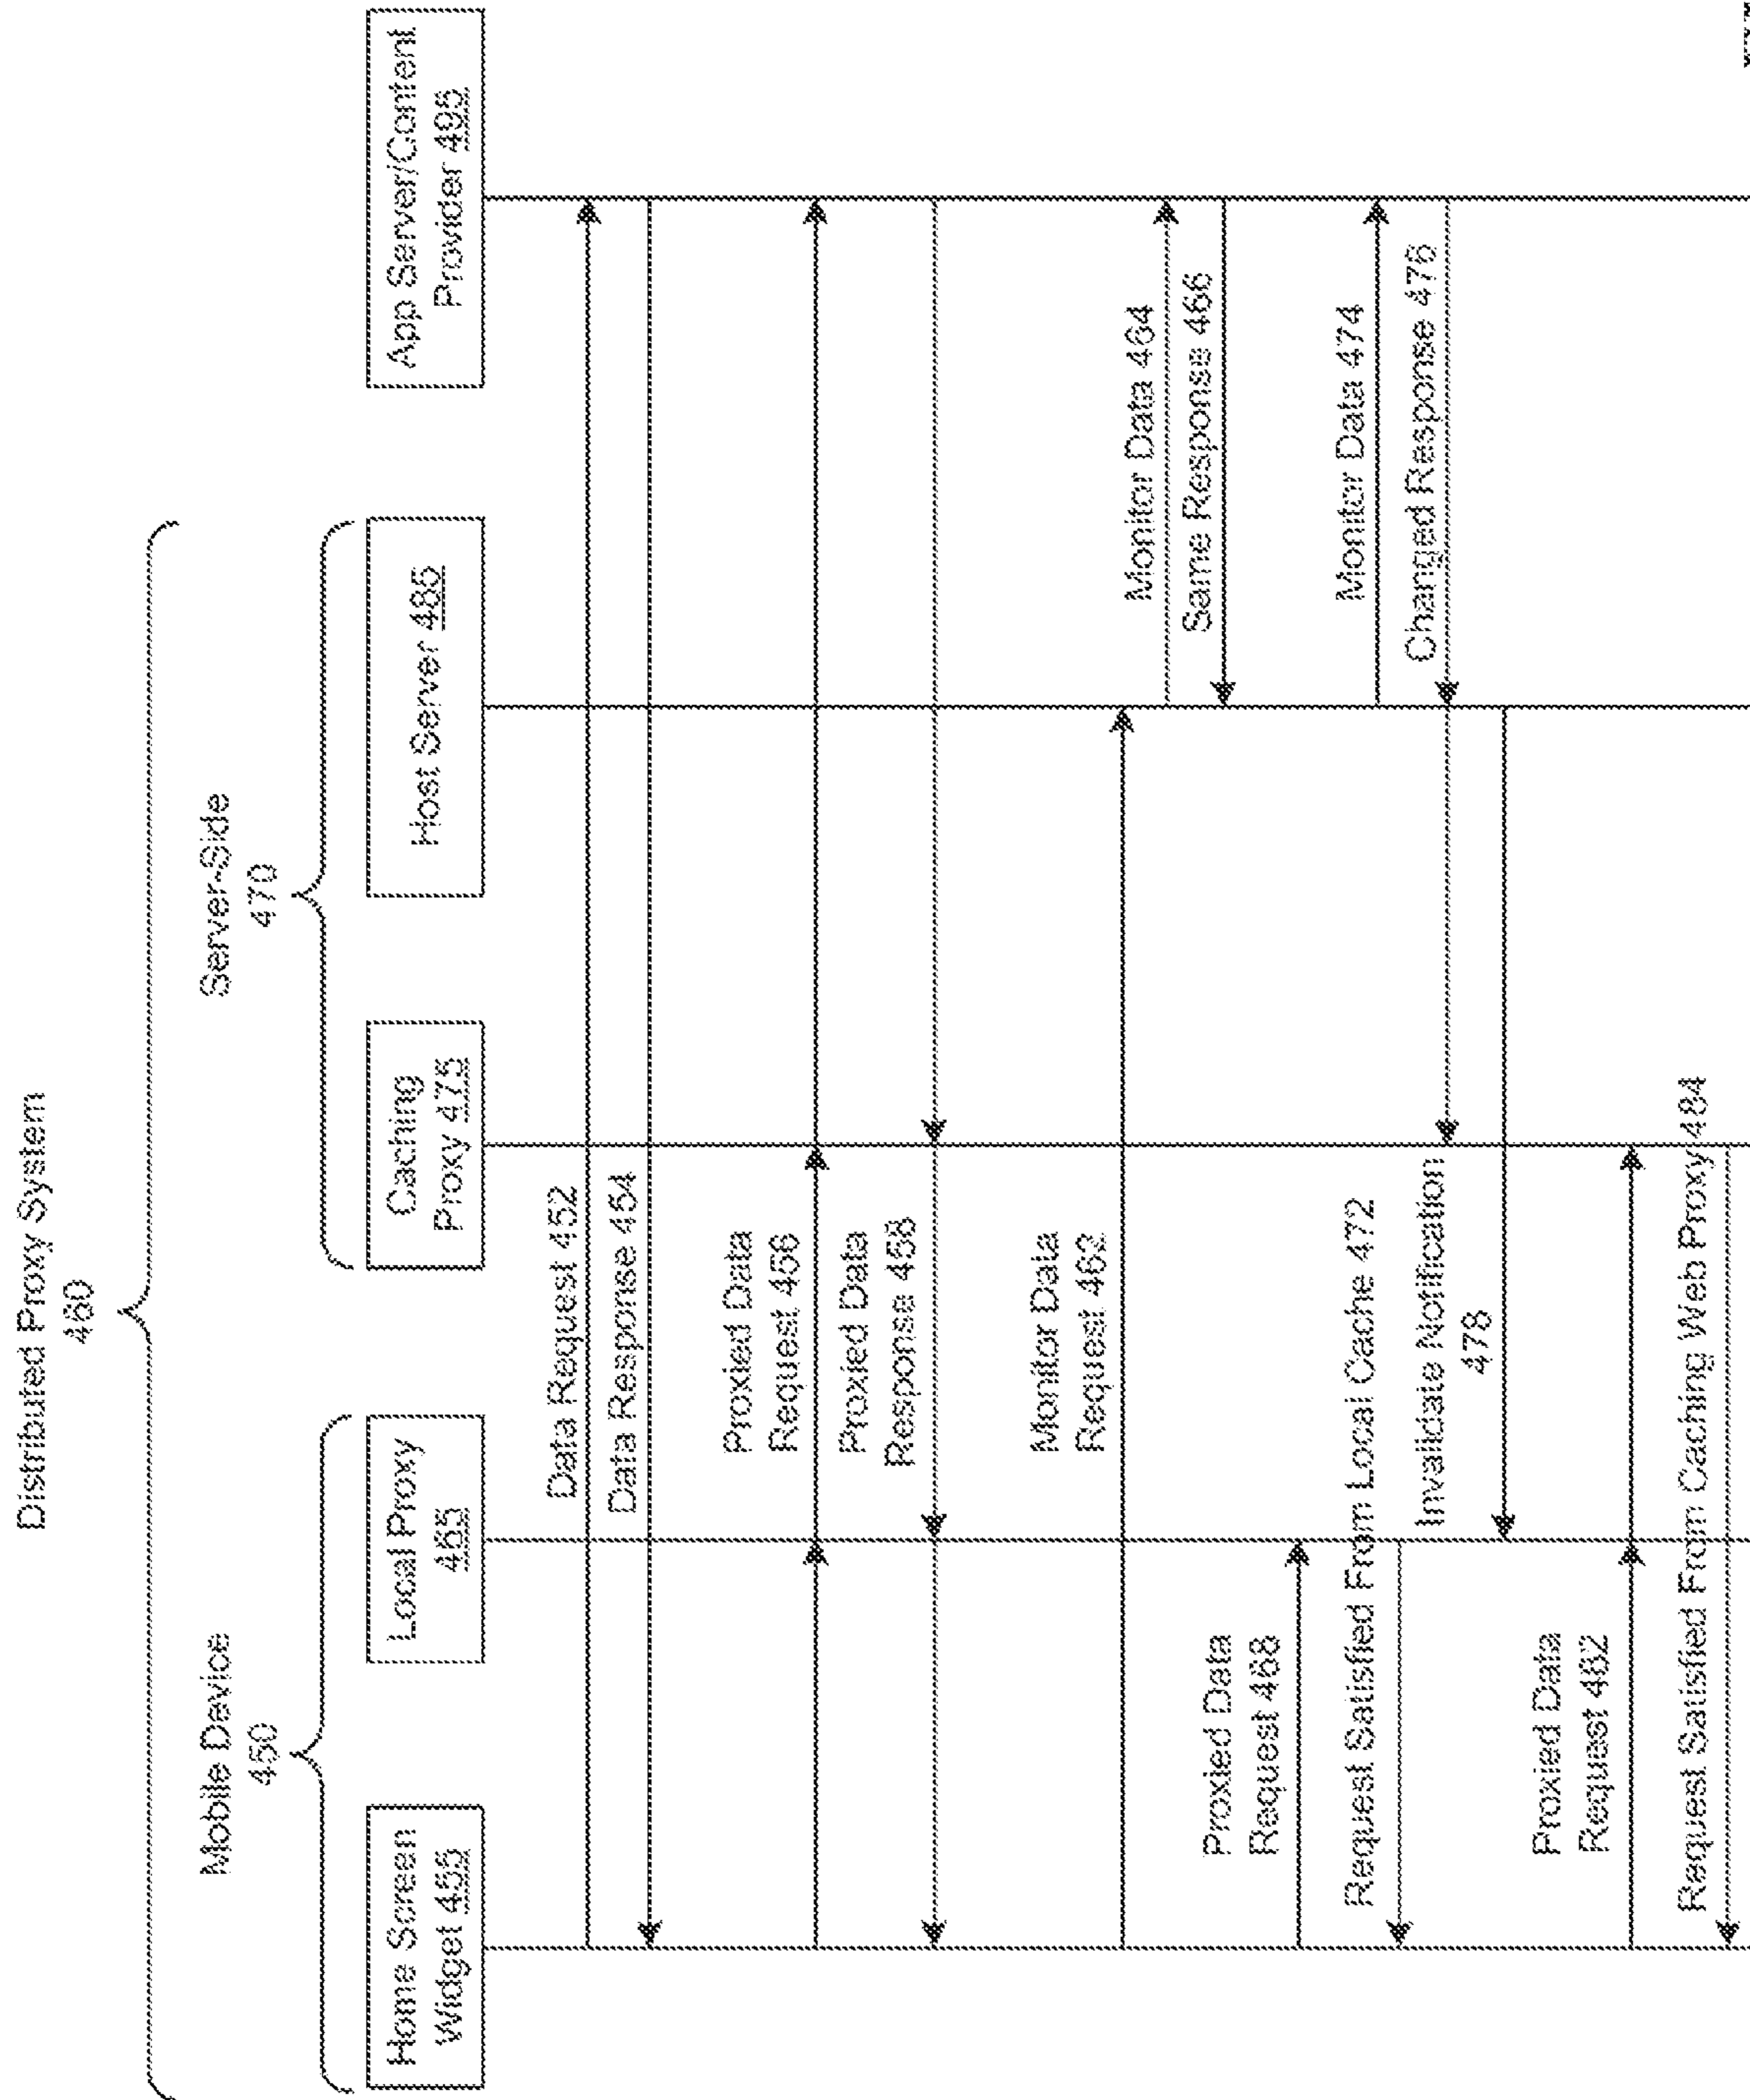 Distributed Proxy System
460
Mobile Device
450
Server-Side
470
Home Screen
Widget 455
Local Proxy
465
Caching
Proxy 475
Host Server 485
App Server/Content
Provider 495
Data Request 452
Data Response 454
Proxied Data
Request 456
Proxied Data
Response 458
Monitor Data
Request 462
Monitor Data 464
Same Response 466
Proxied Data
Request 468
Request Satisfied From Local Cache 472
Monitor Data 474
Changed Response 476
Invalidate Notification
478
Proxied Data
Request 482
Request Satisfied From Caching Web Proxy 484